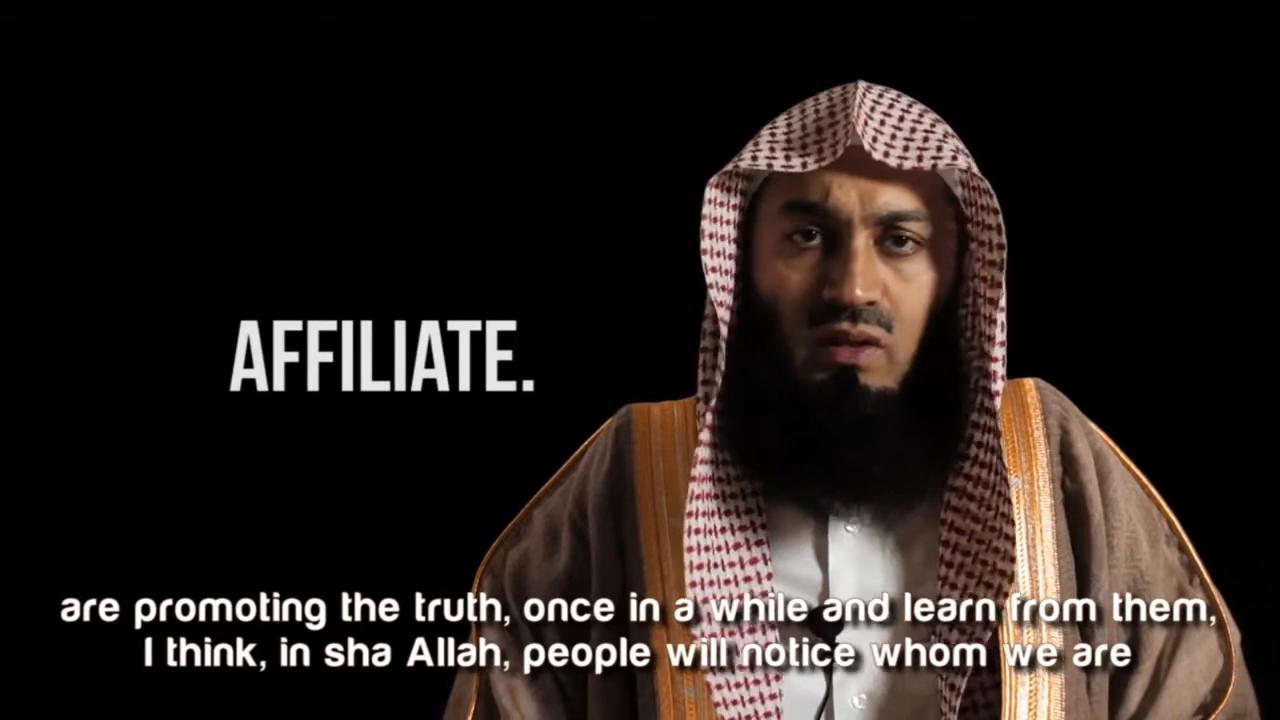 AFFILIATE.
are promoting the truth, once in a while and learn from them,
I think, in sha Allah, people will notice whom we are